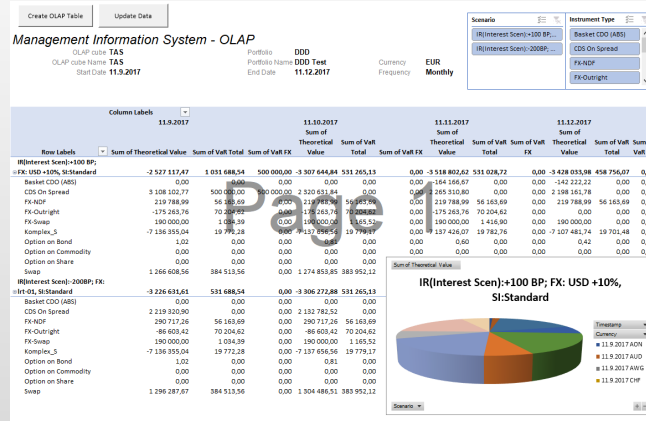 Create OLAP Table Update Data
Management Information System - OLAP
OLAP cube TAS Portfolio DDD
OLAP cube Name TAS Portfolio Name DDD Test Currency EUR
Start Date 11.9.2017 End Date 11.12.2017 Frequency Monthly
Scenario
IR(Interest Scen):+100 BP;...
IR(Interest Scen):-200BP; ...
Instrument Type
Basket CDO (ABS)
CDS On Spread
FX-NDF
FX-Outright
Column Labels
11.9.2017 11.10.2017 11.11.2017 11.12.2017
Sum of Sum of Sum of
Theoretical Sum of VaR Theoretical Sum of VaR Sum of VaR Theoretical Sum of VaR Sum
Row Labels Sum of Theoretical Value Sum of VaR Total Sum of VaR FX Value Total Sum of VaR FX Value Total FX Value Total VaR
IR(Interest Scen):+100 BP;
FX: USD +10%, SI:Standard -2 527 117,47 1 031 688,54 500 000,00 -3 307 644,84 531 265,13 0,00 -3 518 802,62 531 028,72 0,00 -3 428 033,98 458 756,07 0,
Basket CDO (ABS) 0,00 0,00 0,00 0,00 0,00 0,00 -164 166,67 0,00 0,00 -142 222,22 0,00 0,
CDS On Spread 3 108 102,77 500 000,00 500 000,00 2 320 631,84 0,00 0,00 2 265 310,80 0,00 0,00 2 198 161,78 0,00 0,
FX-NDF 219 788,99 56 163,69 0,00 219 788,99 56 163,69 0,00 219 788,99 56 163,69 0,00 219 788,99 56 163,69 0,
FX-Outright -175 263,76 70 204,62 0,00 -175 263,76 70 204,62 0,00 -175 263,76 70 204,62 0,00 0,00 0,00 0,
FX-Swap 190 000,00 1 034,39 0,00 190 000,00 1 165,52 0,00 190 000,00 1 416,90 0,00 190 000,00 0,00 0,
Komplex_S -7 136 355,04 19 772,28 0,00 -7 137 656,56 19 779,17 0,00 -7 137 426,07 19 782,76 0,00 -7 107 481,74 19 701,48 0,
Option on Bond 1,02 0,00 0,00 0,81 0,00 0,00 0,60 0,00 0,00 0,42 0,00 0,
Option on Commodity 0,00 0,00 0,00 0,00
Option on Share 0,00 0,00 0,00 0,00
Swap 1 266 608,56 384 513,56 0,00 1 274 853,85 383 952,12
IR(Interest Scen):-200BP; FX:
Irt-01, SI:Standard -3 226 631,61 531 688,54 0,00 -3 306 272,88 531 265,13
Basket CDO (ABS) 0,00 0,00 0,00 0,00 0,00
CDS On Spread 2 219 320,90 0,00 0,00 2 132 782,52 0,00
FX-NDF 290 717,26 56 163,69 0,00 290 717,26 56 163,69
FX-Outright -86 603,42 70 204,62 0,00 -86 603,42 70 204,62
FX-Swap 190 000,00 1 034,39 0,00 190 000,00 1 165,52
Komplex_S -7 136 355,04 19 772,28 0,00 -7 137 656,56 19 779,17
Option on Bond 1,02 0,00 0,00 0,81 0,00
Option on Commodity 0,00 0,00 0,00 0,00 0,00
Option on Share 0,00 0,00 0,00 0,00 0,00
Swap 1 296 287,67 384 513,56 0,00 1 304 486,51 383 952,12
Page 1
Sum of Theoretical Value
IR(Interest Scen):+100 BP; FX: USD +10%,
SI:Standard
Timestamp
Currency
11.9.2017 AON
11.9.2017 AUD
11.9.2017 AWG
11.9.2017 CHF
Scenario